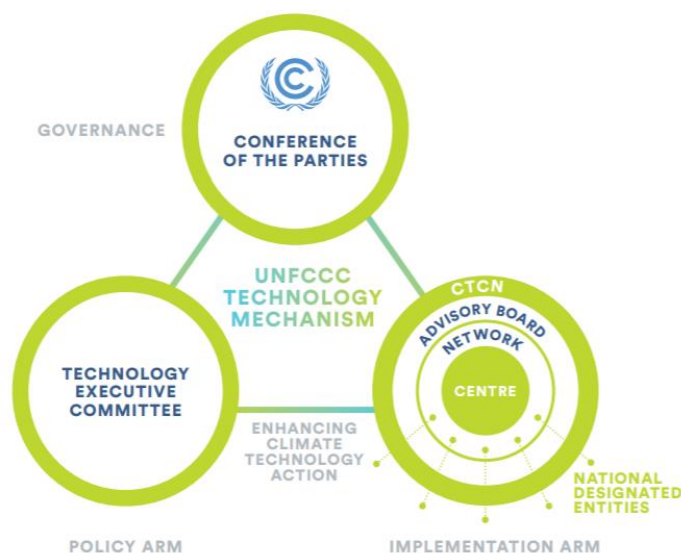 GOVERNANCE
CONFERENCE
OF THE PARTIES
UNFCCC
TECHNOLOGY
MECHANISM
TECHNOLOGY
EXECUTIVE
COMMITTEE
CTCN
ADVISORY BOARD
NETWORK
CENTRE
ENHANCING
CLIMATE
TECHNOLOGY
ACTION
NATIONAL
DESIGNATED
ENTITIES
POLICY ARM
IMPLEMENTATION ARM